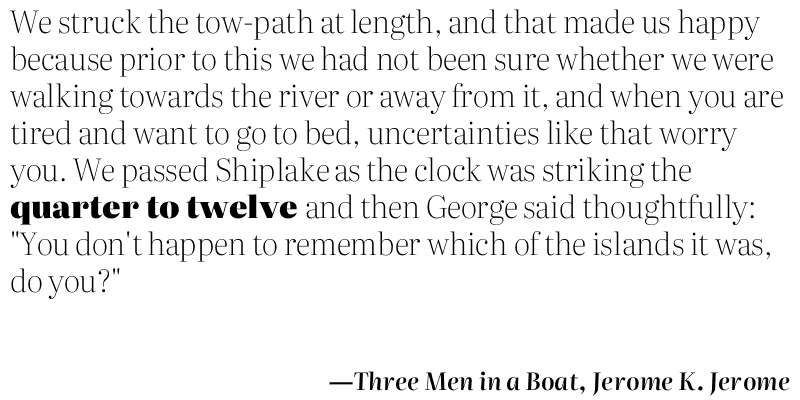 We struck the tow-path at length, and that made us happy
because prior to this we had not been sure whether we were
walking towards the river or away from it, and when you are
tired and want to go to bed, uncertainties like that worry
you. We passed Shiplake as the clock was striking the
quarter to twelve and then George said thoughtfully:
"You don't happen to remember which of the islands it was,
do you?"
—Three Men in a Boat, Jerome K. Jerome